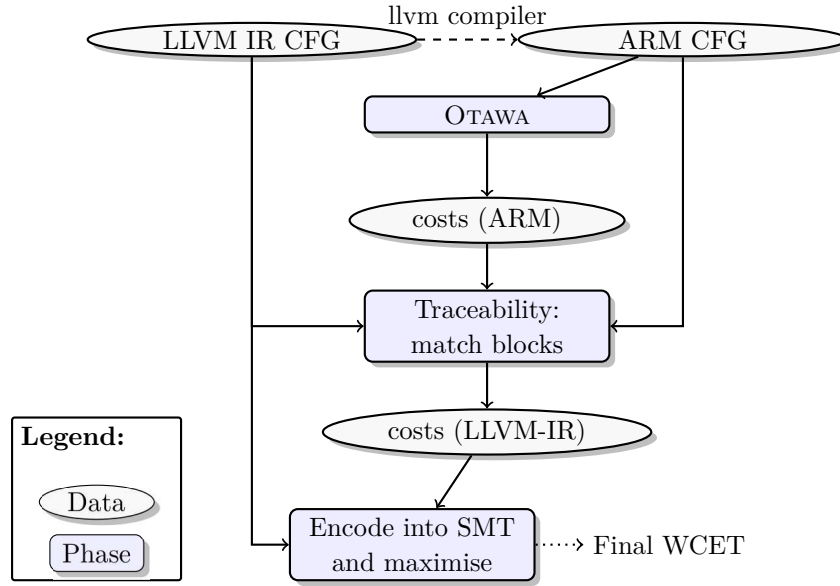 llvm compiler
LLVM IR CFG
ARM CFG
OTAWA
costs (ARM)
Traceability:
match blocks
costs (LLVM-IR)
Legend:
Data
Phase
Encode into SMT
and maximise
Final WCET